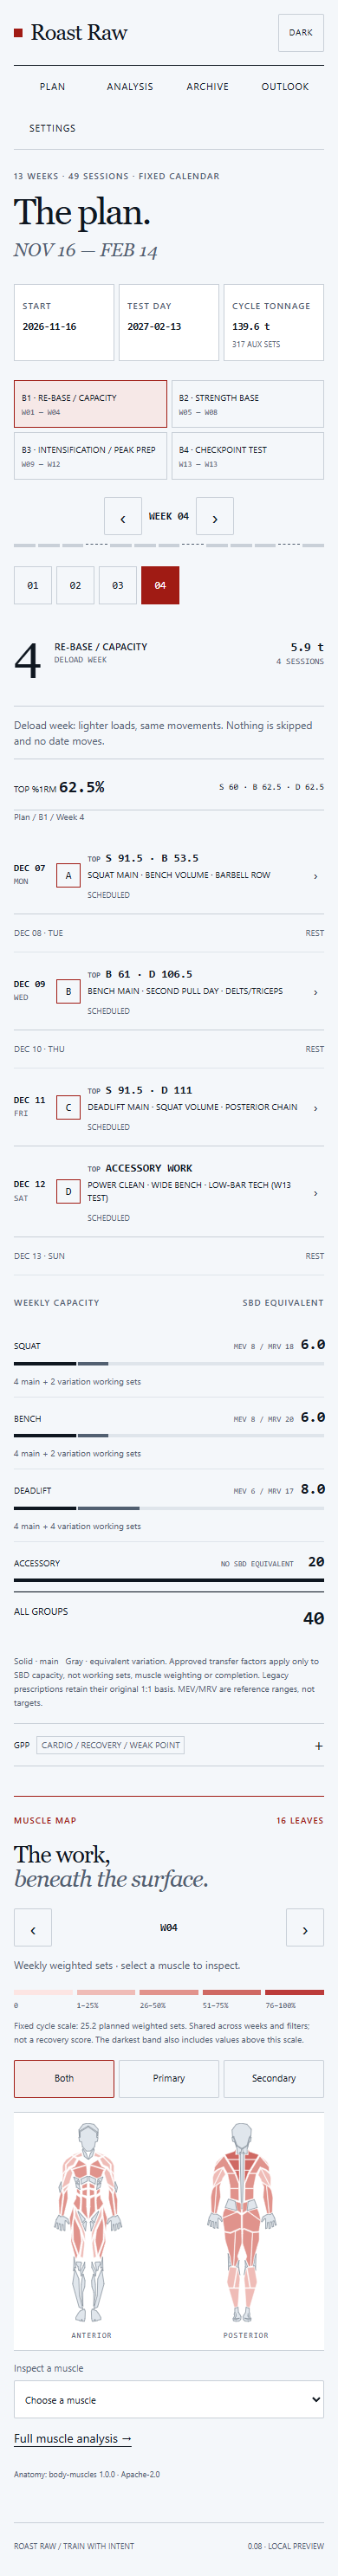 Roast Raw
DARK
PLAN ANALYSIS ARCHIVE OUTLOOK
SETTINGS
13 WEEKS · 49 SESSIONS · FIXED CALENDAR
The plan.
NOV 16 — FEB 14
START
2026-11-16
TEST DAY
2027-02-13
CYCLE TONNAGE
139.6 t
317 AUX SETS
B1 · RE-BASE / CAPACITY
W01 — W04
B2 · STRENGTH BASE
W05 — W08
B3 · INTENSIFICATION / PEAK PREP
W09 — W12
B4 · CHECKPOINT TEST
W13 — W13
‹ WEEK 04 ›
01 02 03 04
4
RE-BASE / CAPACITY
DELOAD WEEK
5.9 t
4 SESSIONS
Deload week: lighter loads, same movements. Nothing is skipped
and no date moves.
TOP %1RM 62.5%
S 60 · B 62.5 · D 62.5
Plan / B1 / Week 4
DEC 07
MON
A
TOP S 91.5 · B 53.5
SQUAT MAIN · BENCH VOLUME · BARBELL ROW
SCHEDULED
›
DEC 08 · TUE REST
DEC 09
WED
B
TOP B 61 · D 106.5
BENCH MAIN · SECOND PULL DAY · DELTS/TRICEPS
SCHEDULED
›
DEC 10 · THU REST
DEC 11
FRI
C
TOP S 91.5 · D 111
DEADLIFT MAIN · SQUAT VOLUME · POSTERIOR CHAIN
SCHEDULED
›
DEC 12
SAT
D
TOP ACCESSORY WORK
POWER CLEAN · WIDE BENCH · LOW-BAR TECH (W13
TEST)
SCHEDULED
›
DEC 13 · SUN REST
WEEKLY CAPACITY SBD EQUIVALENT
SQUAT MEV 8 / MRV 18 6.0
4 main + 2 variation working sets
BENCH MEV 8 / MRV 20 6.0
4 main + 2 variation working sets
DEADLIFT MEV 6 / MRV 17 8.0
4 main + 4 variation working sets
ACCESSORY NO SBD EQUIVALENT 20
ALL GROUPS 40
Solid · main Gray · equivalent variation. Approved transfer factors apply only to
SBD capacity, not working sets, muscle weighting or completion. Legacy
prescriptions retain their original 1:1 basis. MEV/MRV are reference ranges, not
targets.
GPP CARDIO / RECOVERY / WEAK POINT +
MUSCLE MAP 16 LEAVES
The work,
beneath the surface.
‹ W04 ›
Weekly weighted sets · select a muscle to inspect.
0 1–25% 26–50% 51–75% 76–100%
Fixed cycle scale: 25.2 planned weighted sets. Shared across weeks and filters;
not a recovery score. The darkest band also includes values above this scale.
Both Primary Secondary
ANTERIOR POSTERIOR
Inspect a muscle
Choose a muscle
Full muscle analysis →
Anatomy: body-muscles 1.0.0 · Apache-2.0
ROAST RAW / TRAIN WITH INTENT 0.08 · LOCAL PREVIEW